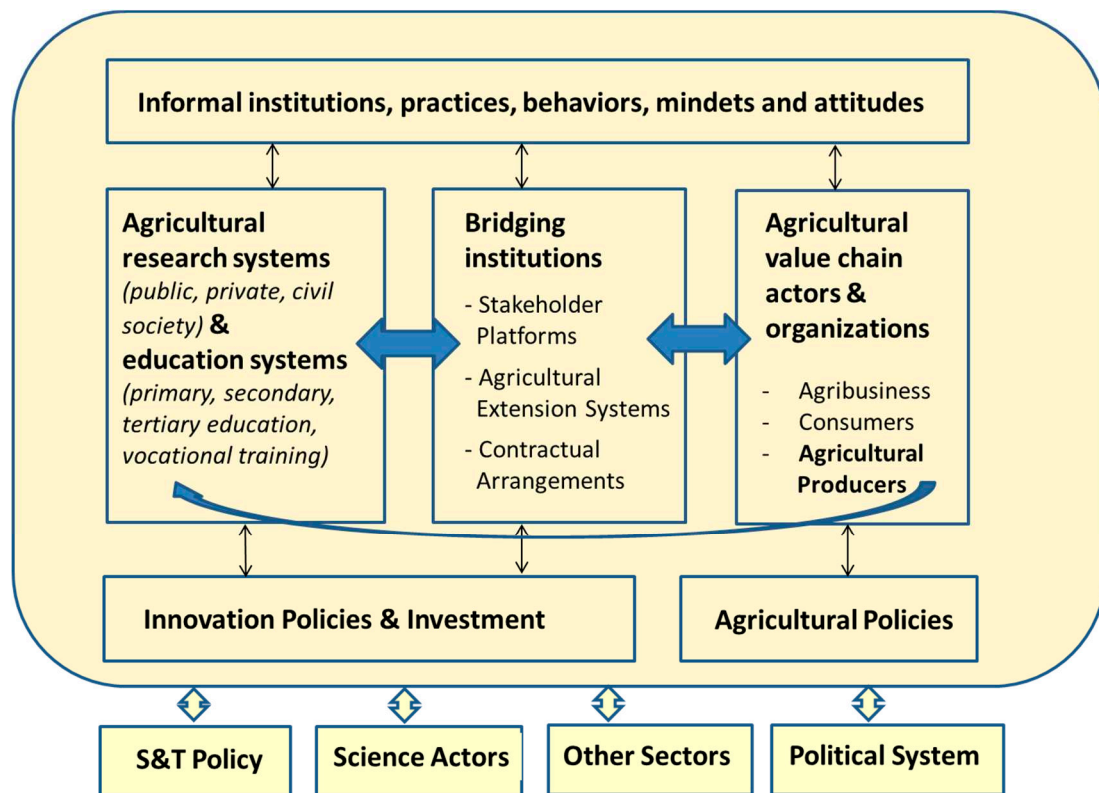 Informal institutions, practices, behaviors, mindets and attitudes
Agricultural
research systems
(public, private, civil
society) &
education systems
(primary, secondary,
tertiary education,
vocational training)
Bridging
institutions
- Stakeholder
Platforms
- Agricultural
Extension Systems
- Contractual
Arrangements
Agricultural
value chain
actors &
organizations
- Agribusiness
- Consumers
- Agricultural
Producers
Innovation Policies & Investment
Agricultural Policies
S&T Policy
Science Actors
Other Sectors
Political System